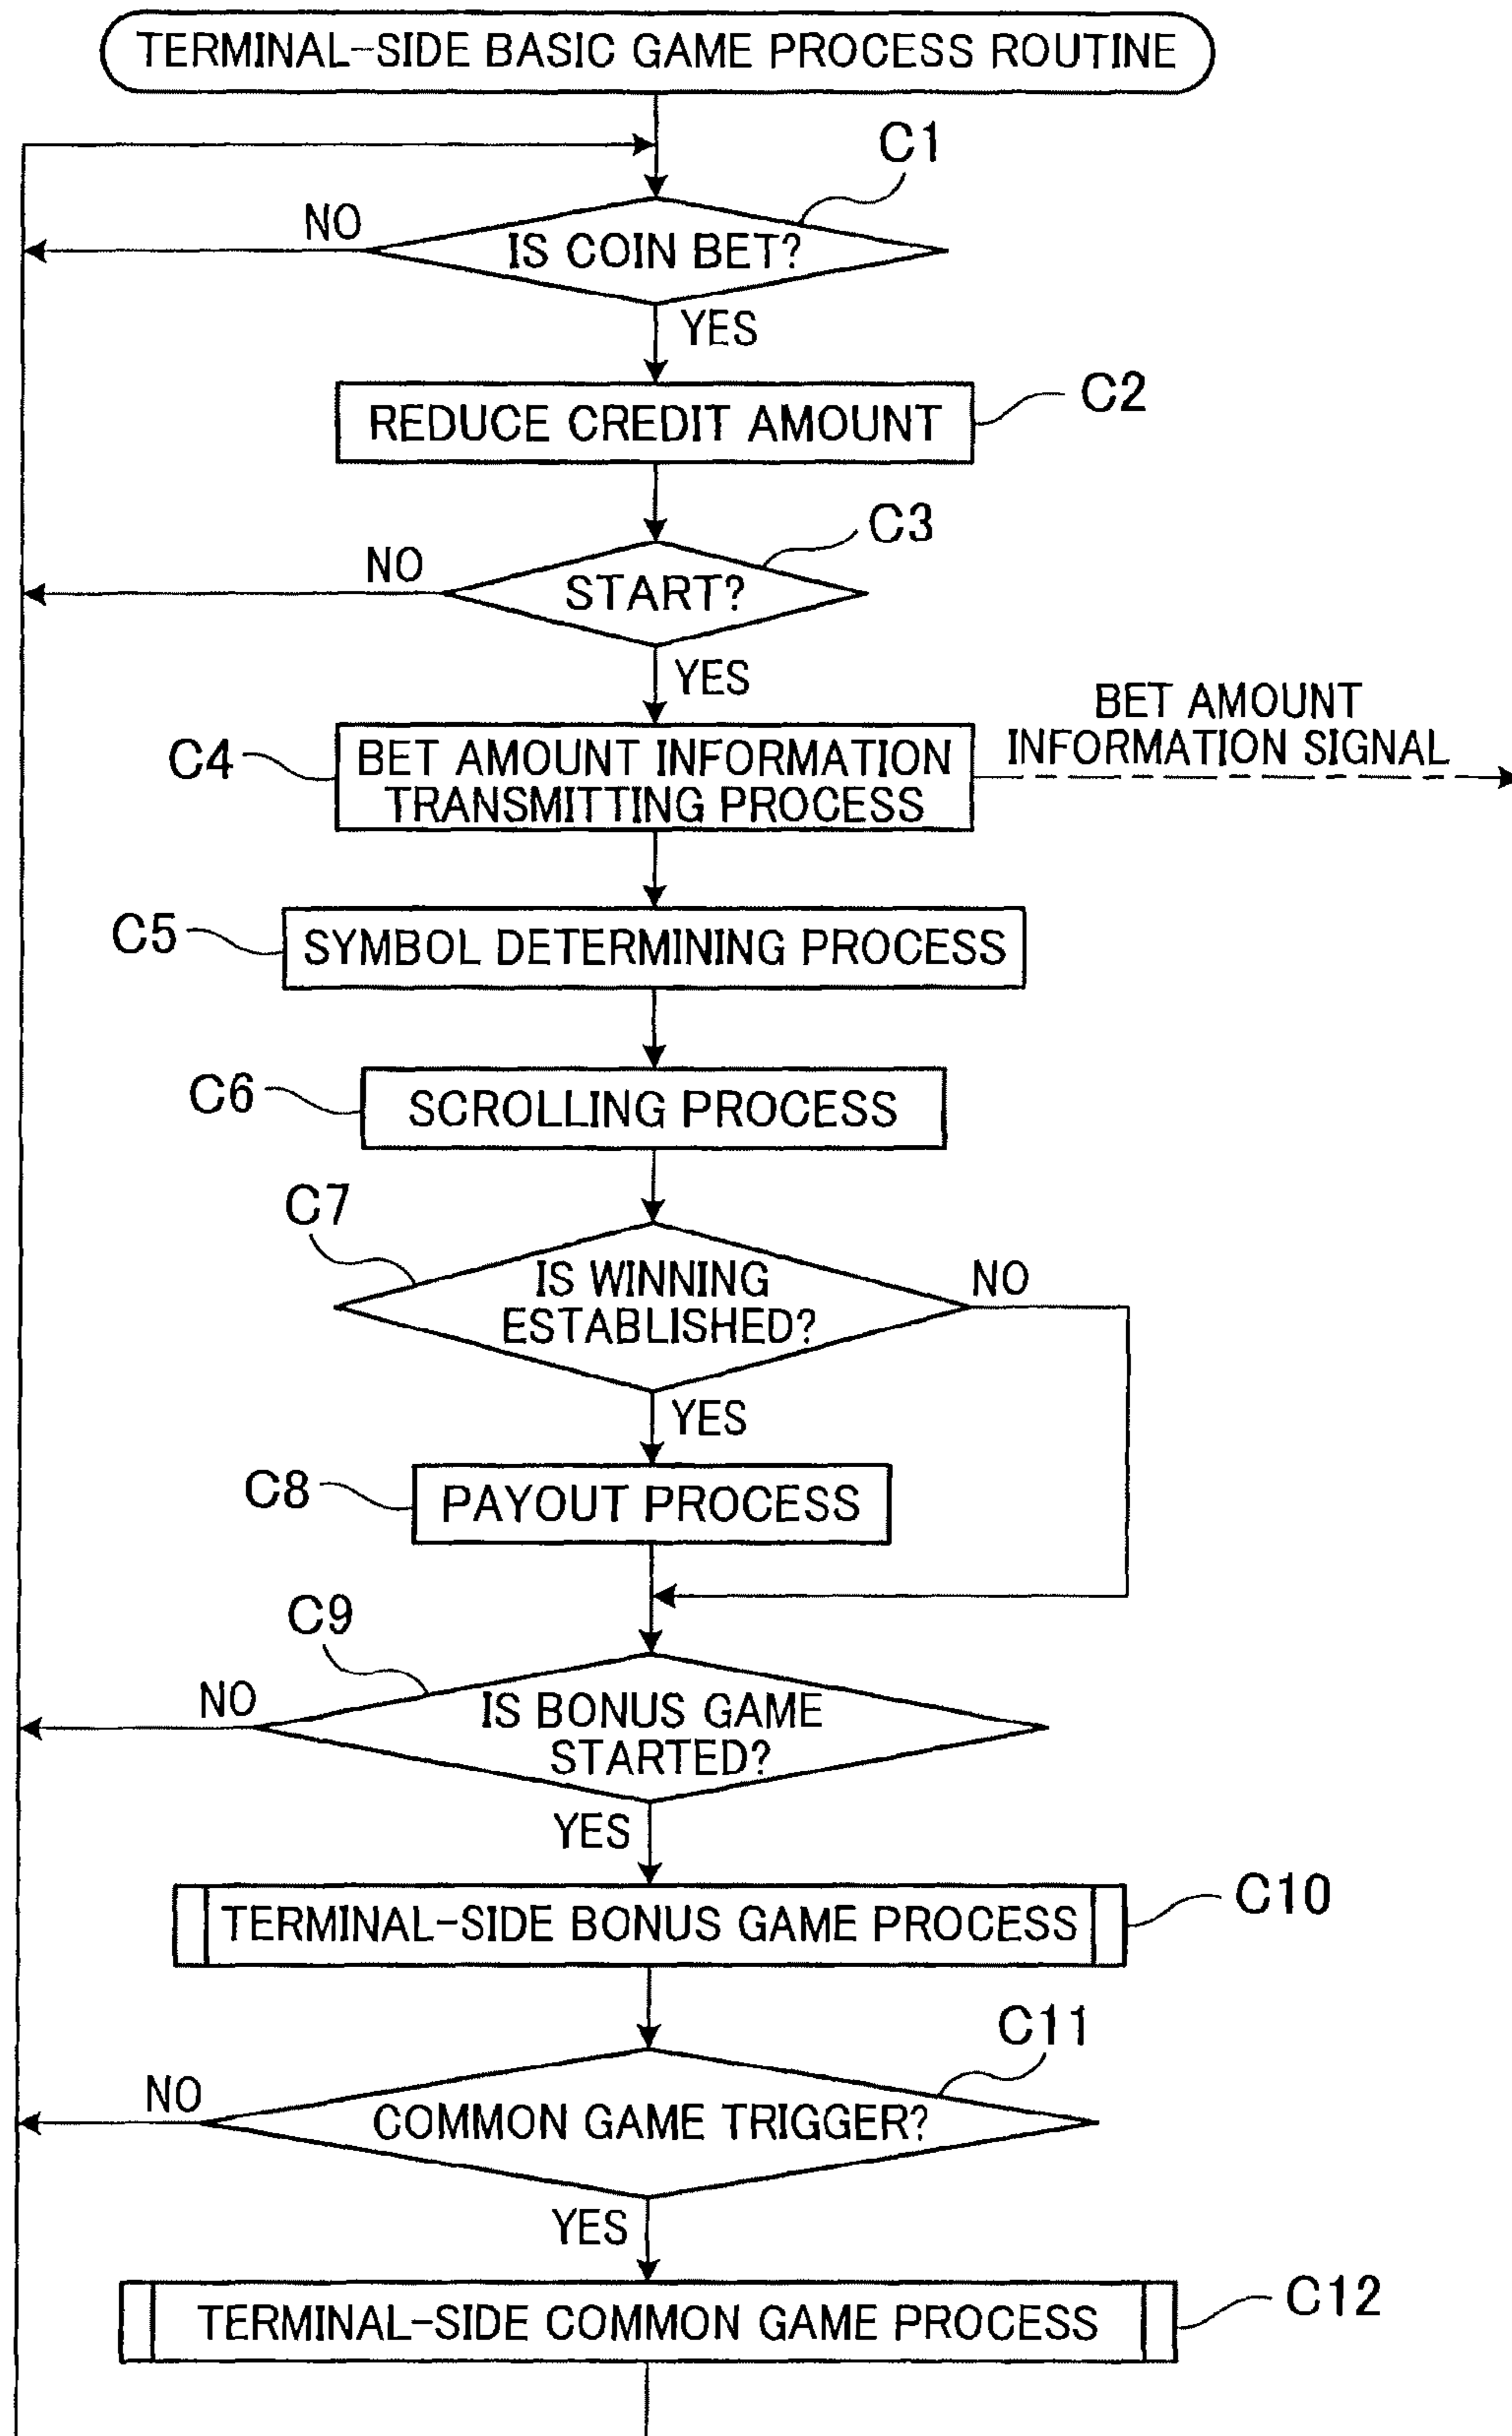 TERMINAL-SIDE BASIC GAME PROCESS ROUTINE
C1
NO
IS COIN BET?
YES
REDUCE CREDIT AMOUNT
C2
C3
NO
START?
YES
BET AMOUNT
INFORMATION SIGNAL
C4
BET AMOUNT INFORMATION
TRANSMITTING PROCESS
C5
SYMBOL DETERMINING PROCESS
C6
SCROLLING PROCESS
C7
IS WINNING
ESTABLISHED?
NO
YES
C8
PAYOUT PROCESS
C9
NO
IS BONUS GAME
STARTED?
YES
TERMINAL-SIDE BONUS GAME PROCESS
C10
C11
NO
COMMON GAME TRIGGER?
YES
TERMINAL-SIDE COMMON GAME PROCESS
C12